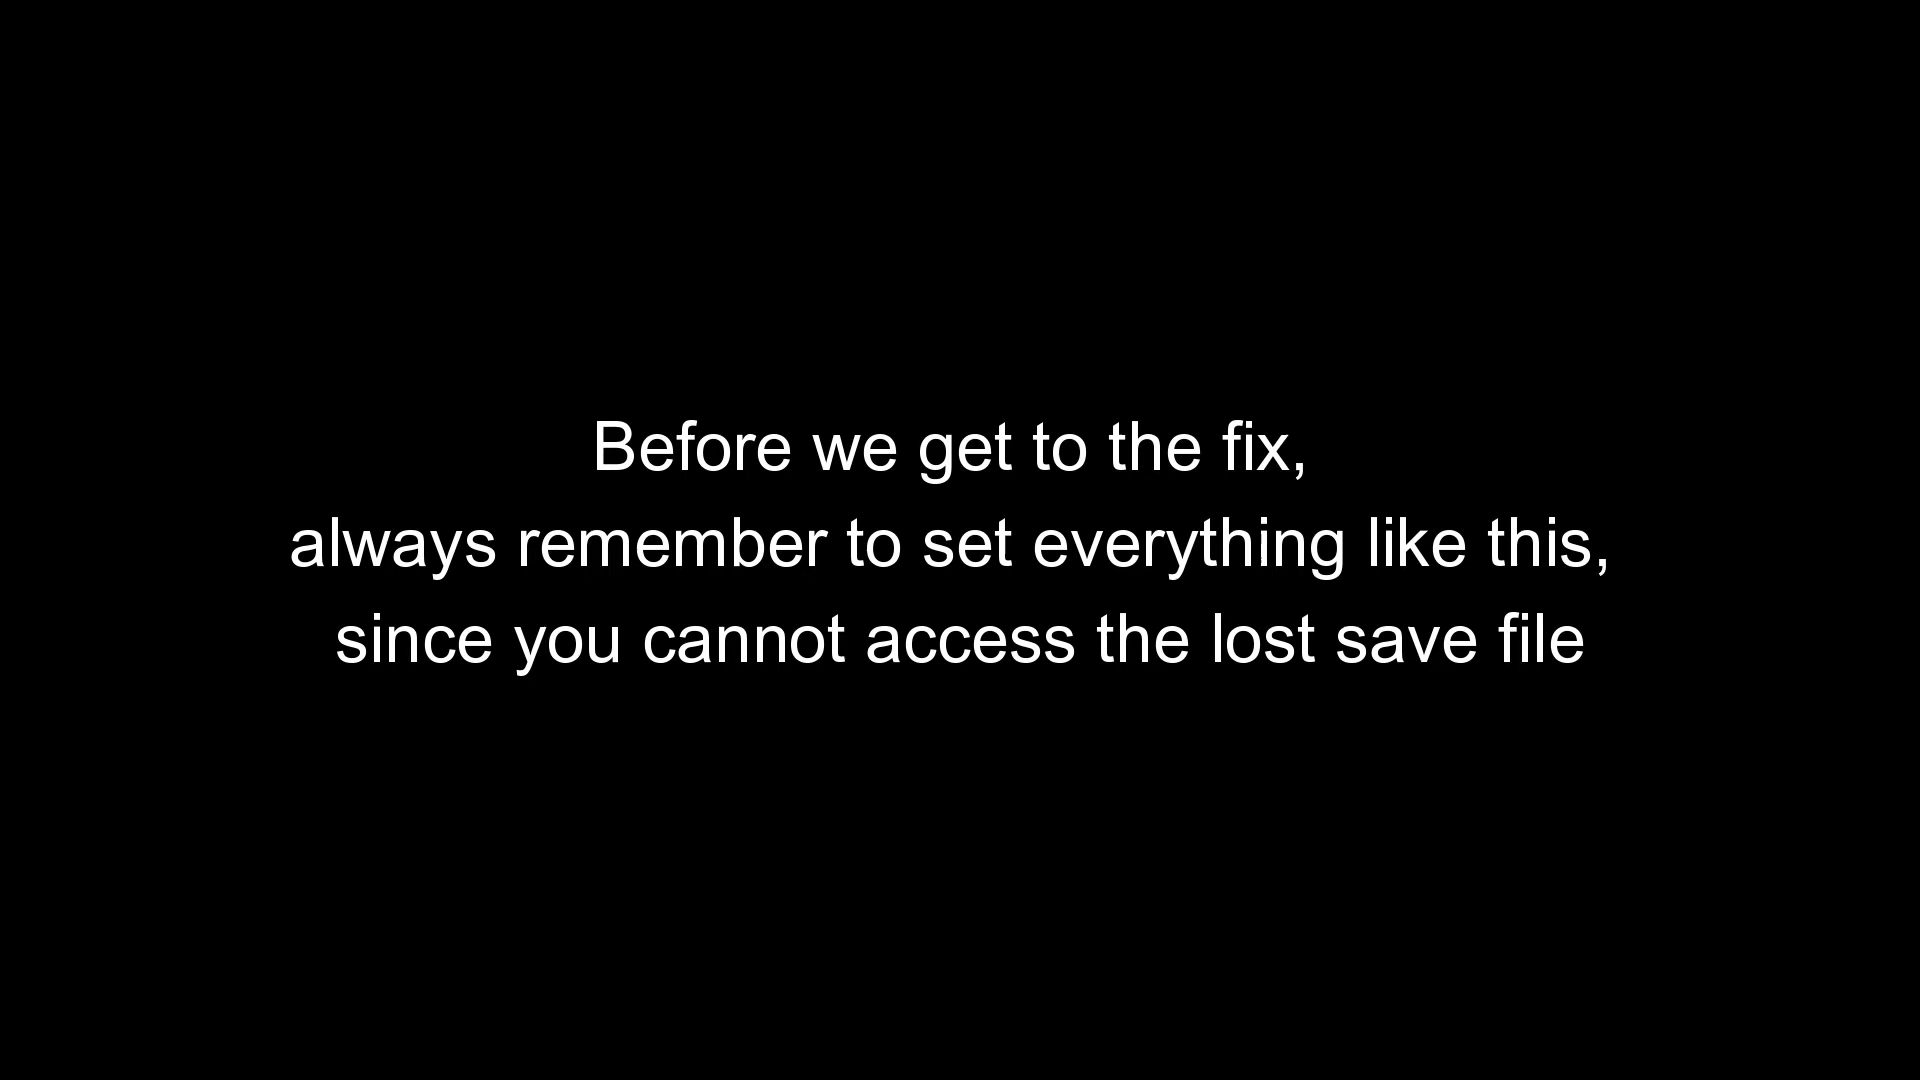 Before we get to the fix,
always remember to set everything like this,
since you cannot access the lost save file